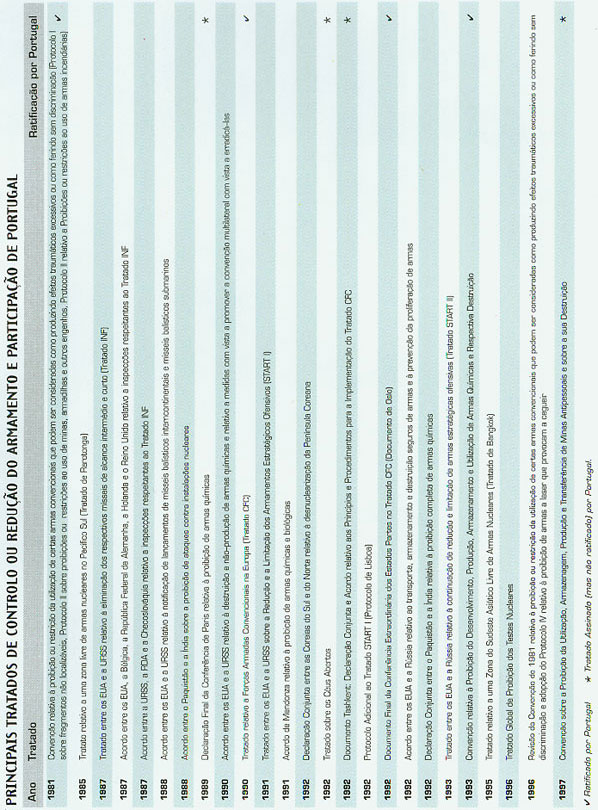 PRINCIPAIS TRATADOS DE CONTROLO OU REDUÇÃO DO ARMAMENTO E PARTICIPAÇÃO DE PORTUGAL
Ano Tratado Ratificação por Portugal
1981 Convenção relativa à proibição ou restrição da utilização de certas armas convencionais que podem ser consideradas como produzindo efeitos traumáticos excessivos ou como ferindo sem discriminação (Protocolo I ✓
sobre fragmentos não localizáveis, Protocolo II sobre proibições ou restrições ao uso de minas, armadilhas e outros engenhos, Protocolo II relativo a Proibições ou restrições ao uso de armas incendiárias)
1985 Tratado relativo a uma zona livre de armas nucleares no Pacífico Sul (Tratado de Parotonga)
1987 Tratado entre os EUA e a URSS relativo à eliminação dos respectivos mísseis de alcance intermédio e curto (Tratado INF)
1987 Acordo entre os EUA, a Bélgica, a República Federal da Alemanha, a Holanda e o Reino Unido relativo a inspecções respeitantes ao Tratado INF
1987 Acordo entre a URSS, a RDA e a Checoslováquia relativo a inspecções respeitantes ao Tratado INF
1988 Acordo entre os EUA e a URSS relativo à notificação de lançamentos de mísseis balísticos intercontinentais e mísseis balísticos submarinos
1988 Acordo entre o Paquistão e a Índia sobre a proibição de ataques contra instalações nucleares
1989 Declaração Final da Conferência de Paris relativa à proibição de armas químicas *
1990 Acordo entre os EUA e a URSS relativo à destruição e não-produção de armas químicas e relativo a medidas com vista a promover a convenção multilateral com vista a erradicá-las
1990 Tratado relativo a Forças Armadas Convencionais na Europa (Tratado CFC) ✓
1991 Tratado entre os EUA e a URSS sobre a Redução e a Limitação dos Armamentos Estratégicos Ofensivos (START I)
1991 Acordo de Mendonza relativo à proibição de armas químicas e biológicas
1992 Declaração Conjunta entre as Coreias do Sul e do Norte relativa à desnuclearização da Península Coreana
1992 Tratado sobre os Céus Abertos *
1992 Documento Tashkent: Declaração Conjunta e Acordo relativo aos Princípios e Procedimentos para a Implementação do Tratado CFC *
1992 Protocolo Adicional ao Tratado START I (Protocolo de Lisboa)
1992 Documento Final da Conferência Extraordinária dos Estados Partes no Tratado CFC (Documento de Oslo) ✓
1992 Acordo entre os EUA e a Rússia relativo ao transporte, armazenamento e destruição seguros de armas e à prevenção da proliferação de armas
1992 Declaração Conjunta entre o Paquistão e a Índia relativa à proibição completa de armas químicas
1993 Tratado entre os EUA e a Rússia relativo à continuação de redução e limitação de armas estratégicas ofensivas (Tratado START II)
1993 Convenção relativa à Proibição do Desenvolvimento, Produção, Armazenamento e Utilização de Armas Químicas e Respectiva Destruição ✓
1995 Tratado relativo a uma Zona do Sudoeste Asiático Livre de Armas Nucleares (Tratado de Bangkok)
1996 Tratado Global de Proibição dos Testes Nucleares
1996 Revisão da Convenção de 1981 relativa à proibição ou restrição da utilização de certas armas convencionais que podem ser consideradas como produzindo efeitos traumáticos excessivos ou como ferindo sem
discriminação e adopção do Protocolo IV relativo à proibição de armas a laser que provocam a cegueir
1997 Convenção sobre a Proibição da Utilização, Armazenagem, Produção e Transferência de Minas Antipessoais e sobre a sua Destruição *
✓ Ratificado por Portugal * Tratado Assinado (mas não ratificado) por Portugal.